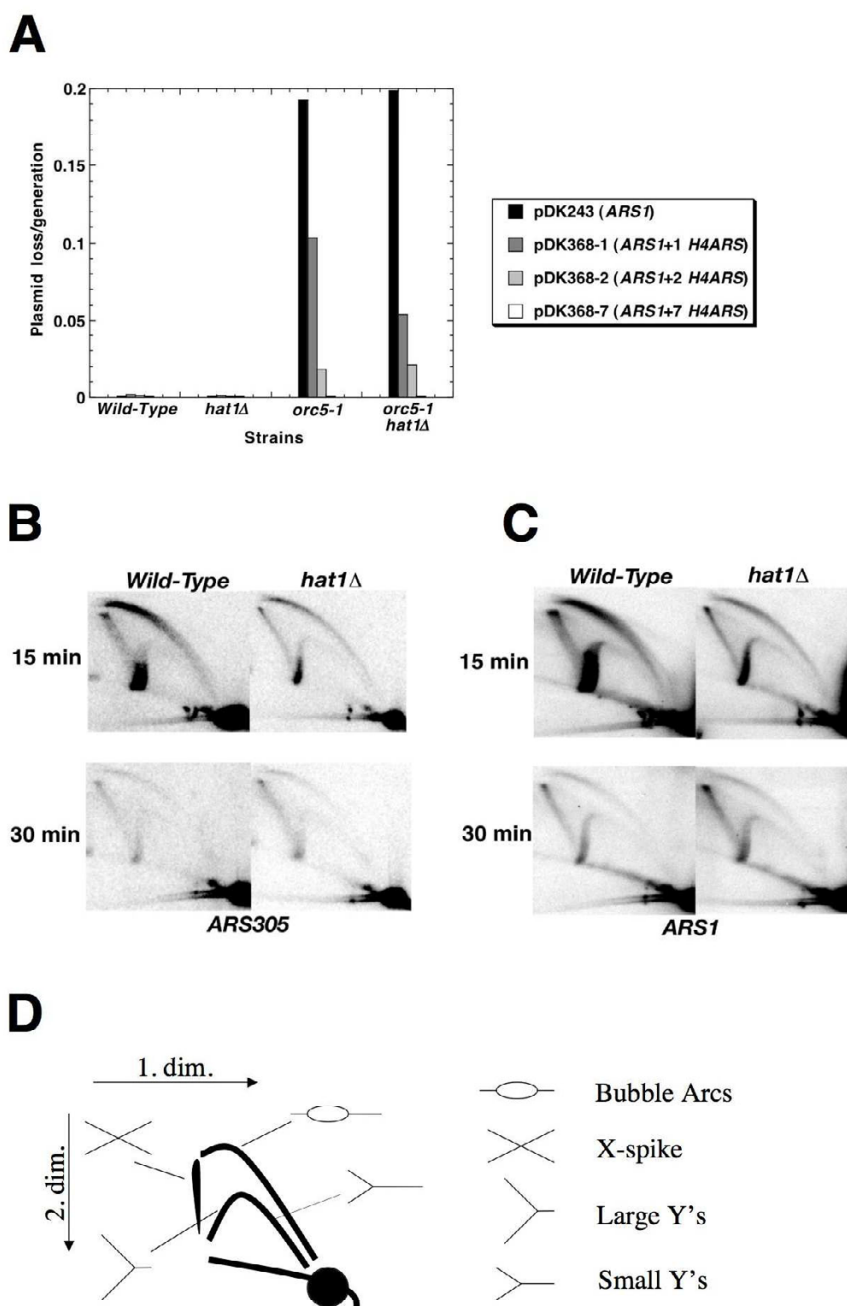 A
0.2
0.15
0.1
0.05
0
Plasmid loss/generation
Wild-Type
hat1Δ
orc5-1
orc5-1
hat1Δ
Strains
pDK243 (ARS1)
pDK368-1 (ARS1+1 H4ARS)
pDK368-2 (ARS1+2 H4ARS)
pDK368-7 (ARS1+7 H4ARS)
B
Wild-Type hat1Δ
15 min
30 min
ARS305
C
Wild-Type hat1Δ
15 min
30 min
ARS1
D
1. dim.
2. dim.
Bubble Arcs
X-spike
Large Y's
Small Y's